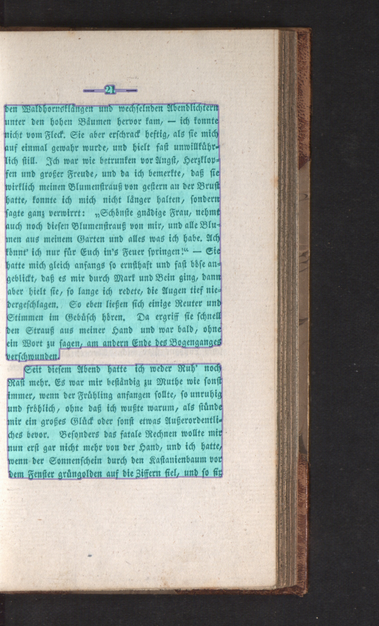 21
den Waldhornsklängen und wechselnden Abendlichtern
unter den hohen Bäumen hervor kam, — ich konnte
nicht vom Fleck. Sie aber erschrack heftig, als sie mich
auf einmal gewahr wurde, und hielt fast unwillkühr-
lich still. Ich war wie betrunken vor Angst, Herzklo-
pfen und großer Freude, und da ich bemerkte, daß sie
wirklich meinen Blumenstrauß von gestern an der Brust
hatte, konnte ich mich nicht länger halten, sondern
sagte ganz verwirrt: „Schönste gnädige Frau, nehmt
auch noch diesen Blumenstrauß von mir, und alle Blu-
men aus meinem Garten und alles was ich habe. Ach
könnt' ich nur für Euch in's Feuer springen!“ — Sie
hatte mich gleich anfangs so ernsthaft und fast böse an-
geblickt, daß es mir durch Mark und Bein ging, dann
aber hielt sie, so lange ich redete, die Augen tief nie-
dergeschlagen. So eben ließen sich einige Reuter und
Stimmen im Gebüsch hören. Da ergriff sie schnell
den Strauß aus meiner Hand und war bald, ohne
ein Wort zu sagen, am andern Ende des Bogenganges
verschwunden.
Seit diesem Abend hatte ich weder Ruh' noch
Rast mehr. Es war mir beständig zu Muthe wie sonst
immer, wenn der Frühling anfangen sollte, so unruhig
und fröhlich, ohne daß ich wußte warum, als stünde
mir ein großes Glück oder sonst etwas Außerordentli-
ches bevor. Besonders das fatale Rechnen wollte mir
nun erst gar nicht mehr von der Hand, und ich hatte,
wenn der Sonnenschein durch den Kastanienbaum vor
dem Fenster grüngolden auf die Ziffern fiel, und so fix